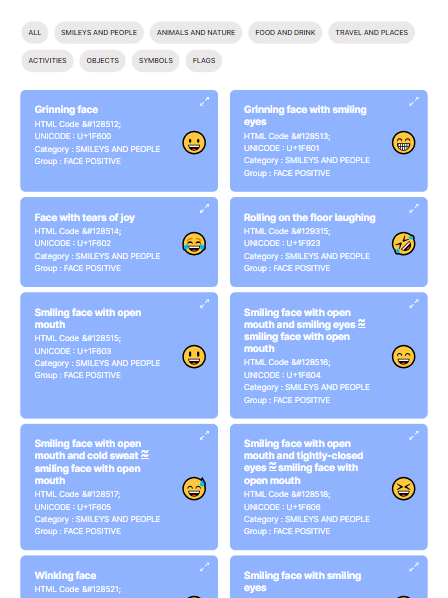 ALL
SMILEYS AND PEOPLE
ANIMALS AND NATURE
FOOD AND DRINK
TRAVEL AND PLACES
ACTIVITIES
OBJECTS
SYMBOLS
FLAGS
Grinning face
HTML Code &#128512;
UNICODE : U+1F600
Category : SMILEYS AND PEOPLE
Group : FACE POSITIVE
Grinning face with smiling
eyes
HTML Code &#128513;
UNICODE : U+1F601
Category : SMILEYS AND PEOPLE
Group : FACE POSITIVE
Face with tears of joy
HTML Code &#128514;
UNICODE : U+1F602
Category : SMILEYS AND PEOPLE
Group : FACE POSITIVE
Rolling on the floor laughing
HTML Code &#129315;
UNICODE : U+1F923
Category : SMILEYS AND PEOPLE
Group : FACE POSITIVE
Smiling face with open
mouth
HTML Code &#128515;
UNICODE : U+1F603
Category : SMILEYS AND PEOPLE
Group : FACE POSITIVE
Smiling face with open
mouth and smiling eyes ≊
smiling face with open
mouth
HTML Code &#128516;
UNICODE : U+1F604
Category : SMILEYS AND PEOPLE
Group : FACE POSITIVE
Smiling face with open
mouth and cold sweat ≊
smiling face with open
mouth
HTML Code &#128517;
UNICODE : U+1F605
Category : SMILEYS AND PEOPLE
Group : FACE POSITIVE
Smiling face with open
mouth and tightly-closed
eyes ≊ smiling face with
open mouth
HTML Code &#128518;
UNICODE : U+1F606
Category : SMILEYS AND PEOPLE
Group : FACE POSITIVE
Winking face
HTML Code &#128521;
Smiling face with smiling
eyes